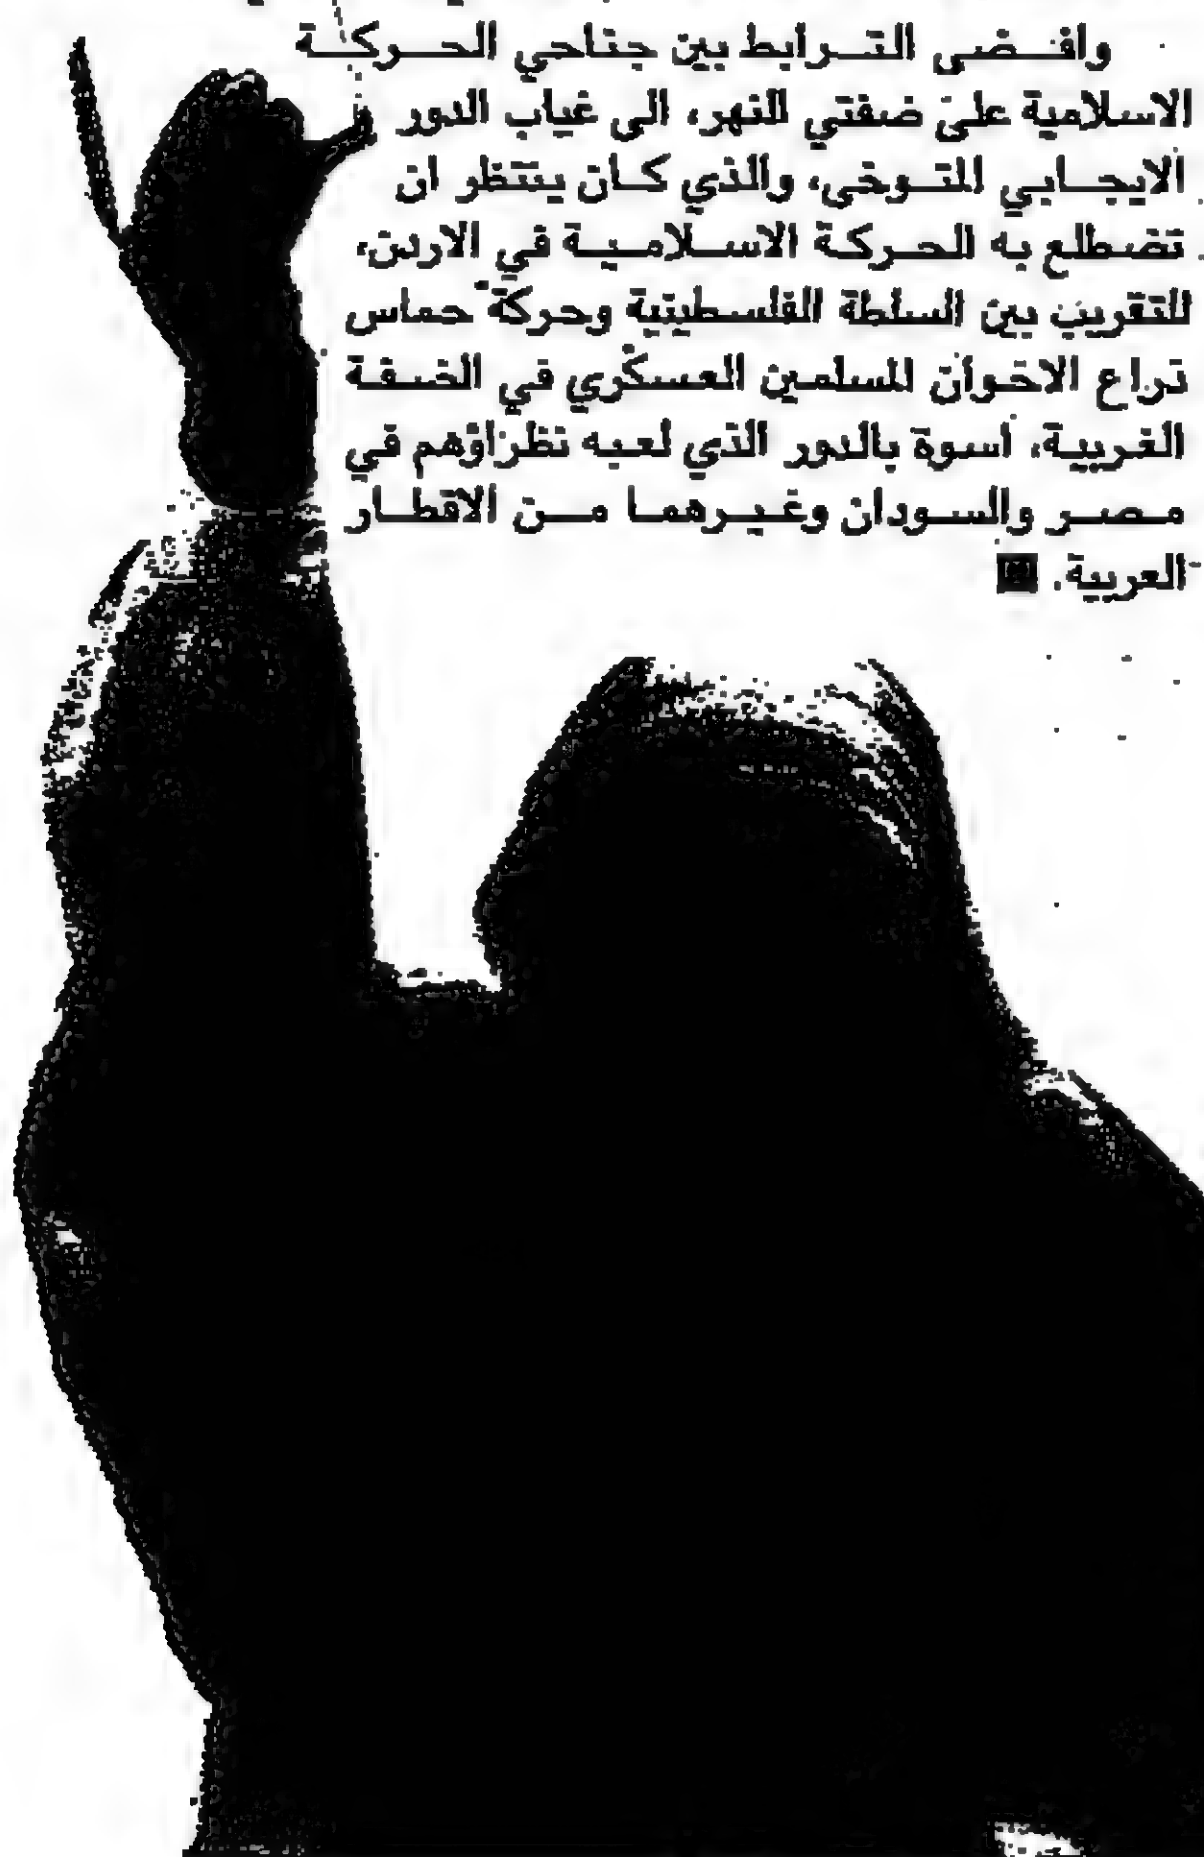 وافضى الترابط بين جناحي الحركة
الاسلامية على ضفتي النهر، الى غياب الدور
الايجابي المتوخى، والذي كان ينتظر ان
تضطلع به الحركة الاسلامية في الاردن،
للتقريب بين السلطة الفلسطينية وحركة حماس
ذراع الاخوان المسلمين العسكري في الضفة
الغربية، اسوة بالدور الذي لعبه نظراؤهم في
مصر والسودان وغيرهما من الاقطار
العربية.